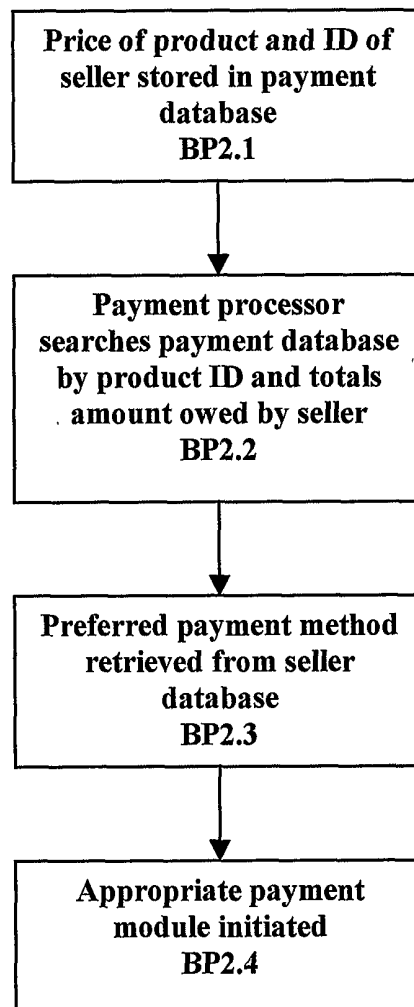 Price of product and ID of
seller stored in payment
database
BP2.1
Payment processor
searches payment database
by product ID and totals
amount owed by seller
BP2.2
Preferred payment method
retrieved from seller
database
BP2.3
Appropriate payment
module initiated
BP2.4